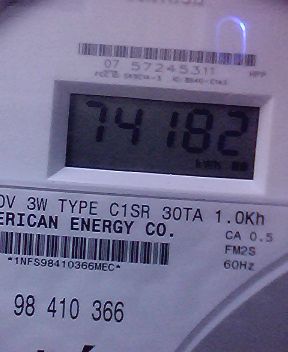 07 57245311 HPP
74182
kWh
0V 3W TYPE C1SR 30TA 1.0Kh
ERICAN ENERGY CO.
CA 0.5
FM2S
60Hz
*1NFS98410366MEC*
98 410 366